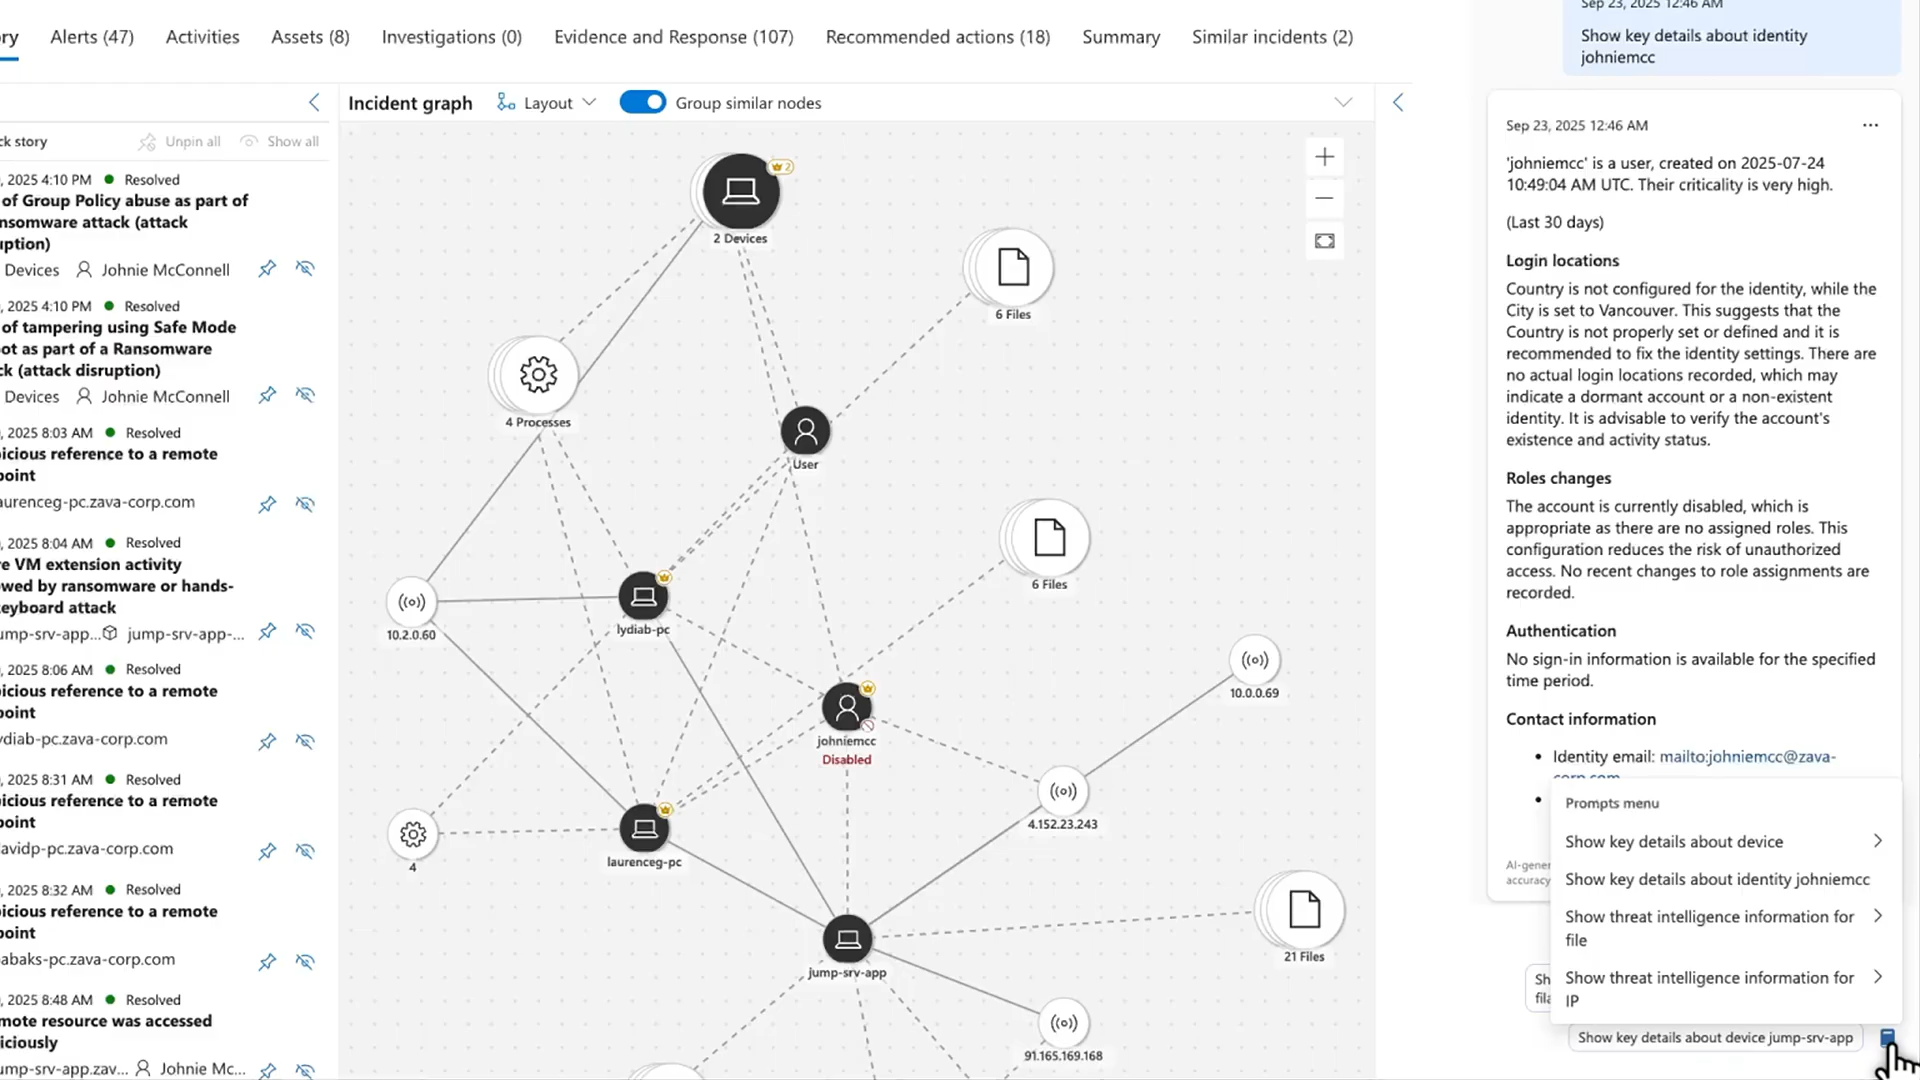 ry
Alerts (47)
Activities
Assets (8)
Investigations (0)
Evidence and Response (107)
Recommended actions (18)
Summary
Similar incidents (2)
ck story
Unpin all
Show all
, 2025 4:10 PM
Resolved
of Group Policy abuse as part of
nsomware attack (attack
uption)
Devices
Johnie McConnell
, 2025 4:10 PM
Resolved
of tampering using Safe Mode
ot as part of a Ransomware
ck (attack disruption)
Devices
Johnie McConnell
, 2025 8:03 AM
Resolved
icious reference to a remote
point
aurenceg-pc.zava-corp.com
, 2025 8:04 AM
Resolved
re VM extension activity
owed by ransomware or hands-
eyboard attack
ump-srv-app...
jump-srv-app-...
, 2025 8:06 AM
Resolved
icious reference to a remote
point
ydiab-pc.zava-corp.com
, 2025 8:31 AM
Resolved
icious reference to a remote
point
avidp-pc.zava-corp.com
, 2025 8:32 AM
Resolved
icious reference to a remote
point
abaks-pc.zava-corp.com
, 2025 8:48 AM
Resolved
mote resource was accessed
iciously
ump-srv-app.zav...
Johnie Mc...
Incident graph
Layout
Group similar nodes
2
2 Devices
6 Files
4 Processes
User
6 Files
10.2.0.60
lydiab-pc
10.0.0.69
johniemcc
Disabled
4.152.23.243
4
laurenceg-pc
21 Files
jump-srv-app
91.165.169.168
Sep 23, 2025 12:46 AM
Show key details about identity
johniemcc
Sep 23, 2025 12:46 AM
'johniemcc' is a user, created on 2025-07-24
10:49:04 AM UTC. Their criticality is very high.
(Last 30 days)
Login locations
Country is not configured for the identity, while the
City is set to Vancouver. This suggests that the
Country is not properly set or defined and it is
recommended to fix the identity settings. There are
no actual login locations recorded, which may
indicate a dormant account or a non-existent
identity. It is advisable to verify the account's
existence and activity status.
Roles changes
The account is currently disabled, which is
appropriate as there are no assigned roles. This
configuration reduces the risk of unauthorized
access. No recent changes to role assignments are
recorded.
Authentication
No sign-in information is available for the specified
time period.
Contact information
Identity email: mailto:johniemcc@zava-
corp.com
AI-gener
accuracy
Prompts menu
Show key details about device
Show key details about identity johniemcc
Show threat intelligence information for
file
Show threat intelligence information for
IP
Sh
fil
Show key details about device jump-srv-app